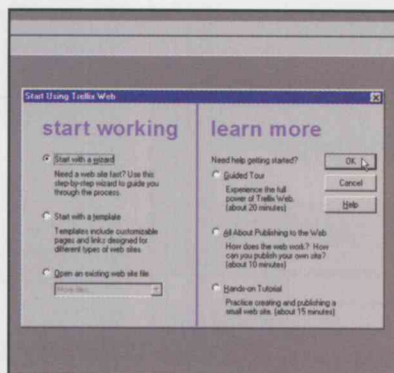 Start Using Trellix Web
start working
Start with a wizard
Need a web site fast? Use this
step-by-step wizard to guide you
through the process.
Start with a template
Templates include customizable
pages and links designed for
different types of web sites.
Open an existing web site file
More files...
learn more
Need help getting started?
Guided Tour
Experience the full
power of Trellix Web.
(about 20 minutes)
All About Publishing to the Web
How does the web work? How
can you publish your own site?
(about 10 minutes)
Hands-on Tutorial
Practice creating and publishing a
small web site. (about 15 minutes)
OK
Cancel
Help